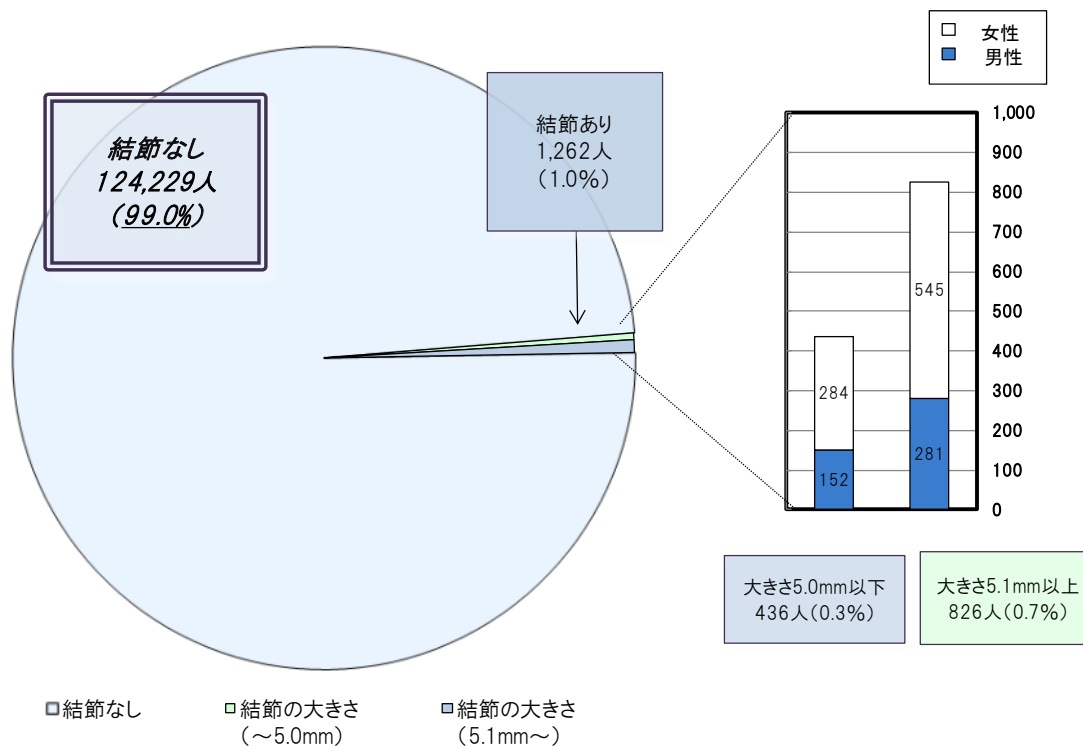 女性
男性
結節なし
124,229人
(99.0%)
結節あり
1,262人
(1.0%)
1,000
900
800
700
600
500
400
300
200
100
0
545
284
281
152
大きさ5.0mm以下
436人(0.3%)
大きさ5.1mm以上
826人(0.7%)
結節なし
結節の大きさ
(~5.0mm)
結節の大きさ
(5.1mm~)